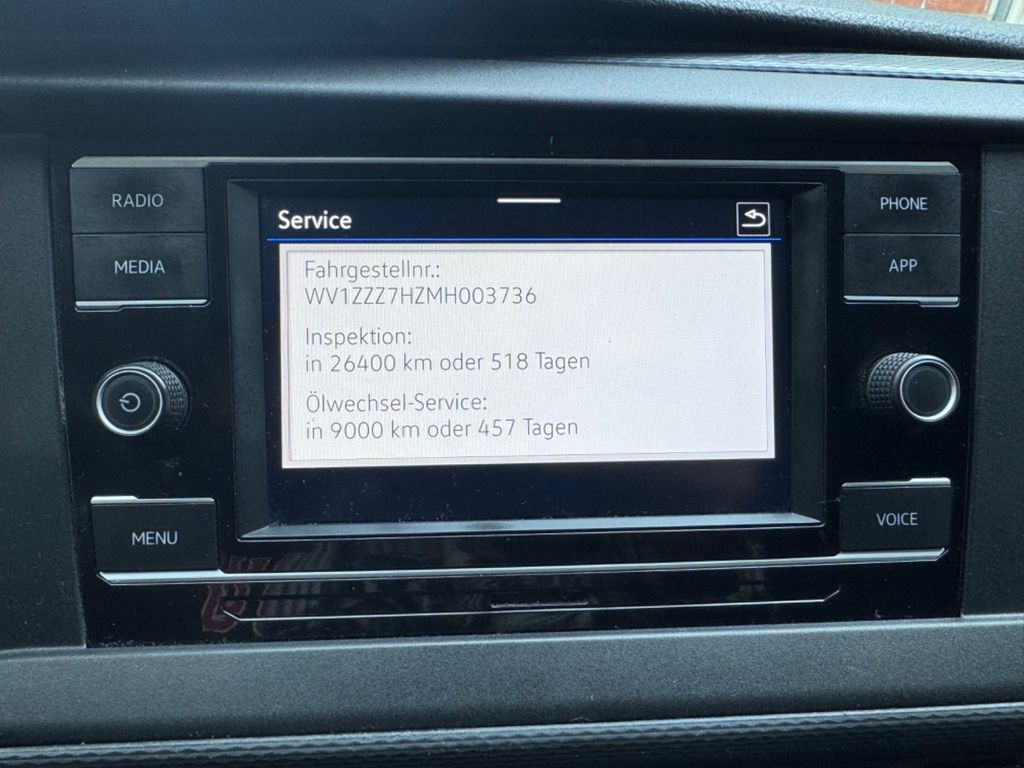 RADIO
MEDIA
MENU
Service
Fahrgestellnr.:
WV1ZZZ7HZMH003736
Inspektion:
in 26400 km oder 518 Tagen
Ölwechsel-Service:
in 9000 km oder 457 Tagen
PHONE
APP
VOICE